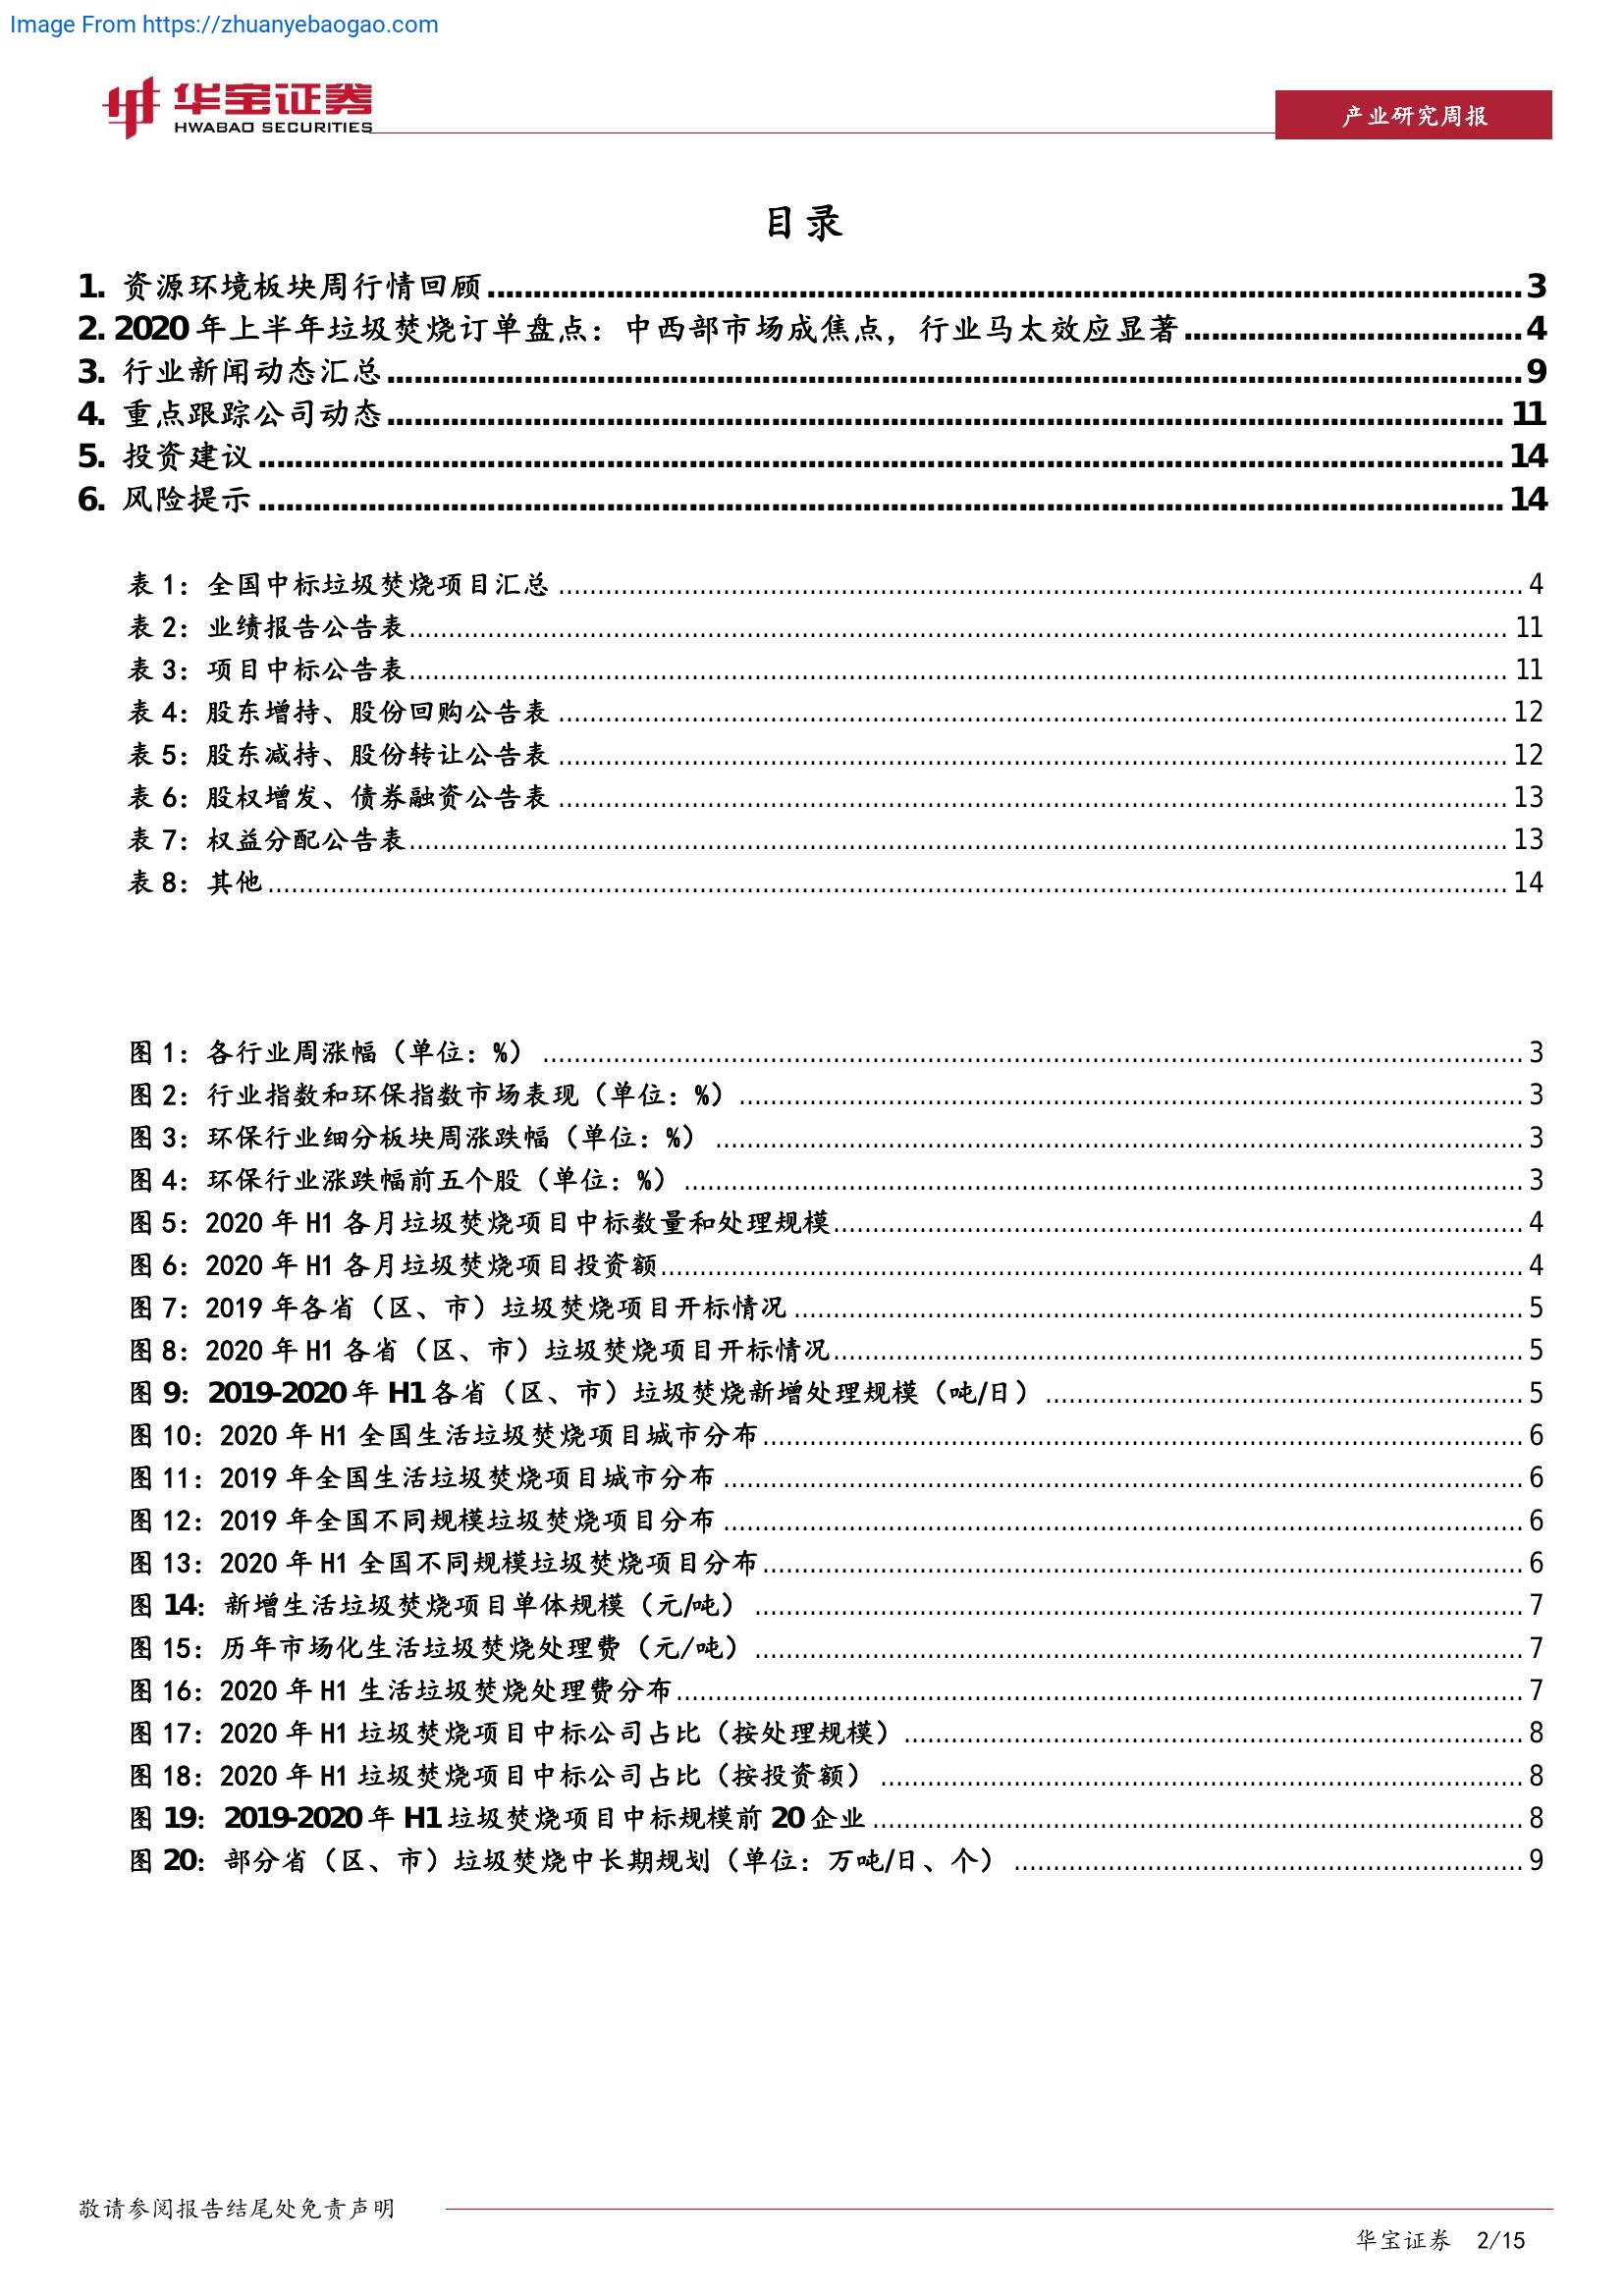 Image From https://zhuanyebaogao.com
华宝证券
HWABAO SECURITIES
产业研究周报
目录
1. 资源环境板块周行情回顾 3
2. 2020 年上半年垃圾焚烧订单盘点：中西部市场成焦点，行业马太效应显著 4
3. 行业新闻动态汇总 9
4. 重点跟踪公司动态 11
5. 投资建议 14
6. 风险提示 14
表 1：全国中标垃圾焚烧项目汇总 4
表 2：业绩报告公告表 11
表 3：项目中标公告表 11
表 4：股东增持、股份回购公告表 12
表 5：股东减持、股份转让公告表 12
表 6：股权增发、债券融资公告表 13
表 7：权益分配公告表 13
表 8：其他 14
图 1：各行业周涨幅（单位：%） 3
图 2：行业指数和环保指数市场表现（单位：%） 3
图 3：环保行业细分板块周涨跌幅（单位：%） 3
图 4：环保行业涨跌幅前五个股（单位：%） 3
图 5：2020 年 H1 各月垃圾焚烧项目中标数量和处理规模 4
图 6：2020 年 H1 各月垃圾焚烧项目投资额 4
图 7：2019 年各省（区、市）垃圾焚烧项目开标情况 5
图 8：2020 年 H1 各省（区、市）垃圾焚烧项目开标情况 5
图 9：2019-2020 年 H1 各省（区、市）垃圾焚烧新增处理规模（吨/日） 5
图 10：2020 年 H1 全国生活垃圾焚烧项目城市分布 6
图 11：2019 年全国生活垃圾焚烧项目城市分布 6
图 12：2019 年全国不同规模垃圾焚烧项目分布 6
图 13：2020 年 H1 全国不同规模垃圾焚烧项目分布 6
图 14：新增生活垃圾焚烧项目单体规模（元/吨） 7
图 15：历年市场化生活垃圾焚烧处理费（元/吨） 7
图 16：2020 年 H1 生活垃圾焚烧处理费分布 7
图 17：2020 年 H1 垃圾焚烧项目中标公司占比（按处理规模） 8
图 18：2020 年 H1 垃圾焚烧项目中标公司占比（按投资额） 8
图 19：2019-2020 年 H1 垃圾焚烧项目中标规模前 20 企业 8
图 20：部分省（区、市）垃圾焚烧中长期规划（单位：万吨/日、个） 9
敬请参阅报告结尾处免责声明
华宝证券 2/15